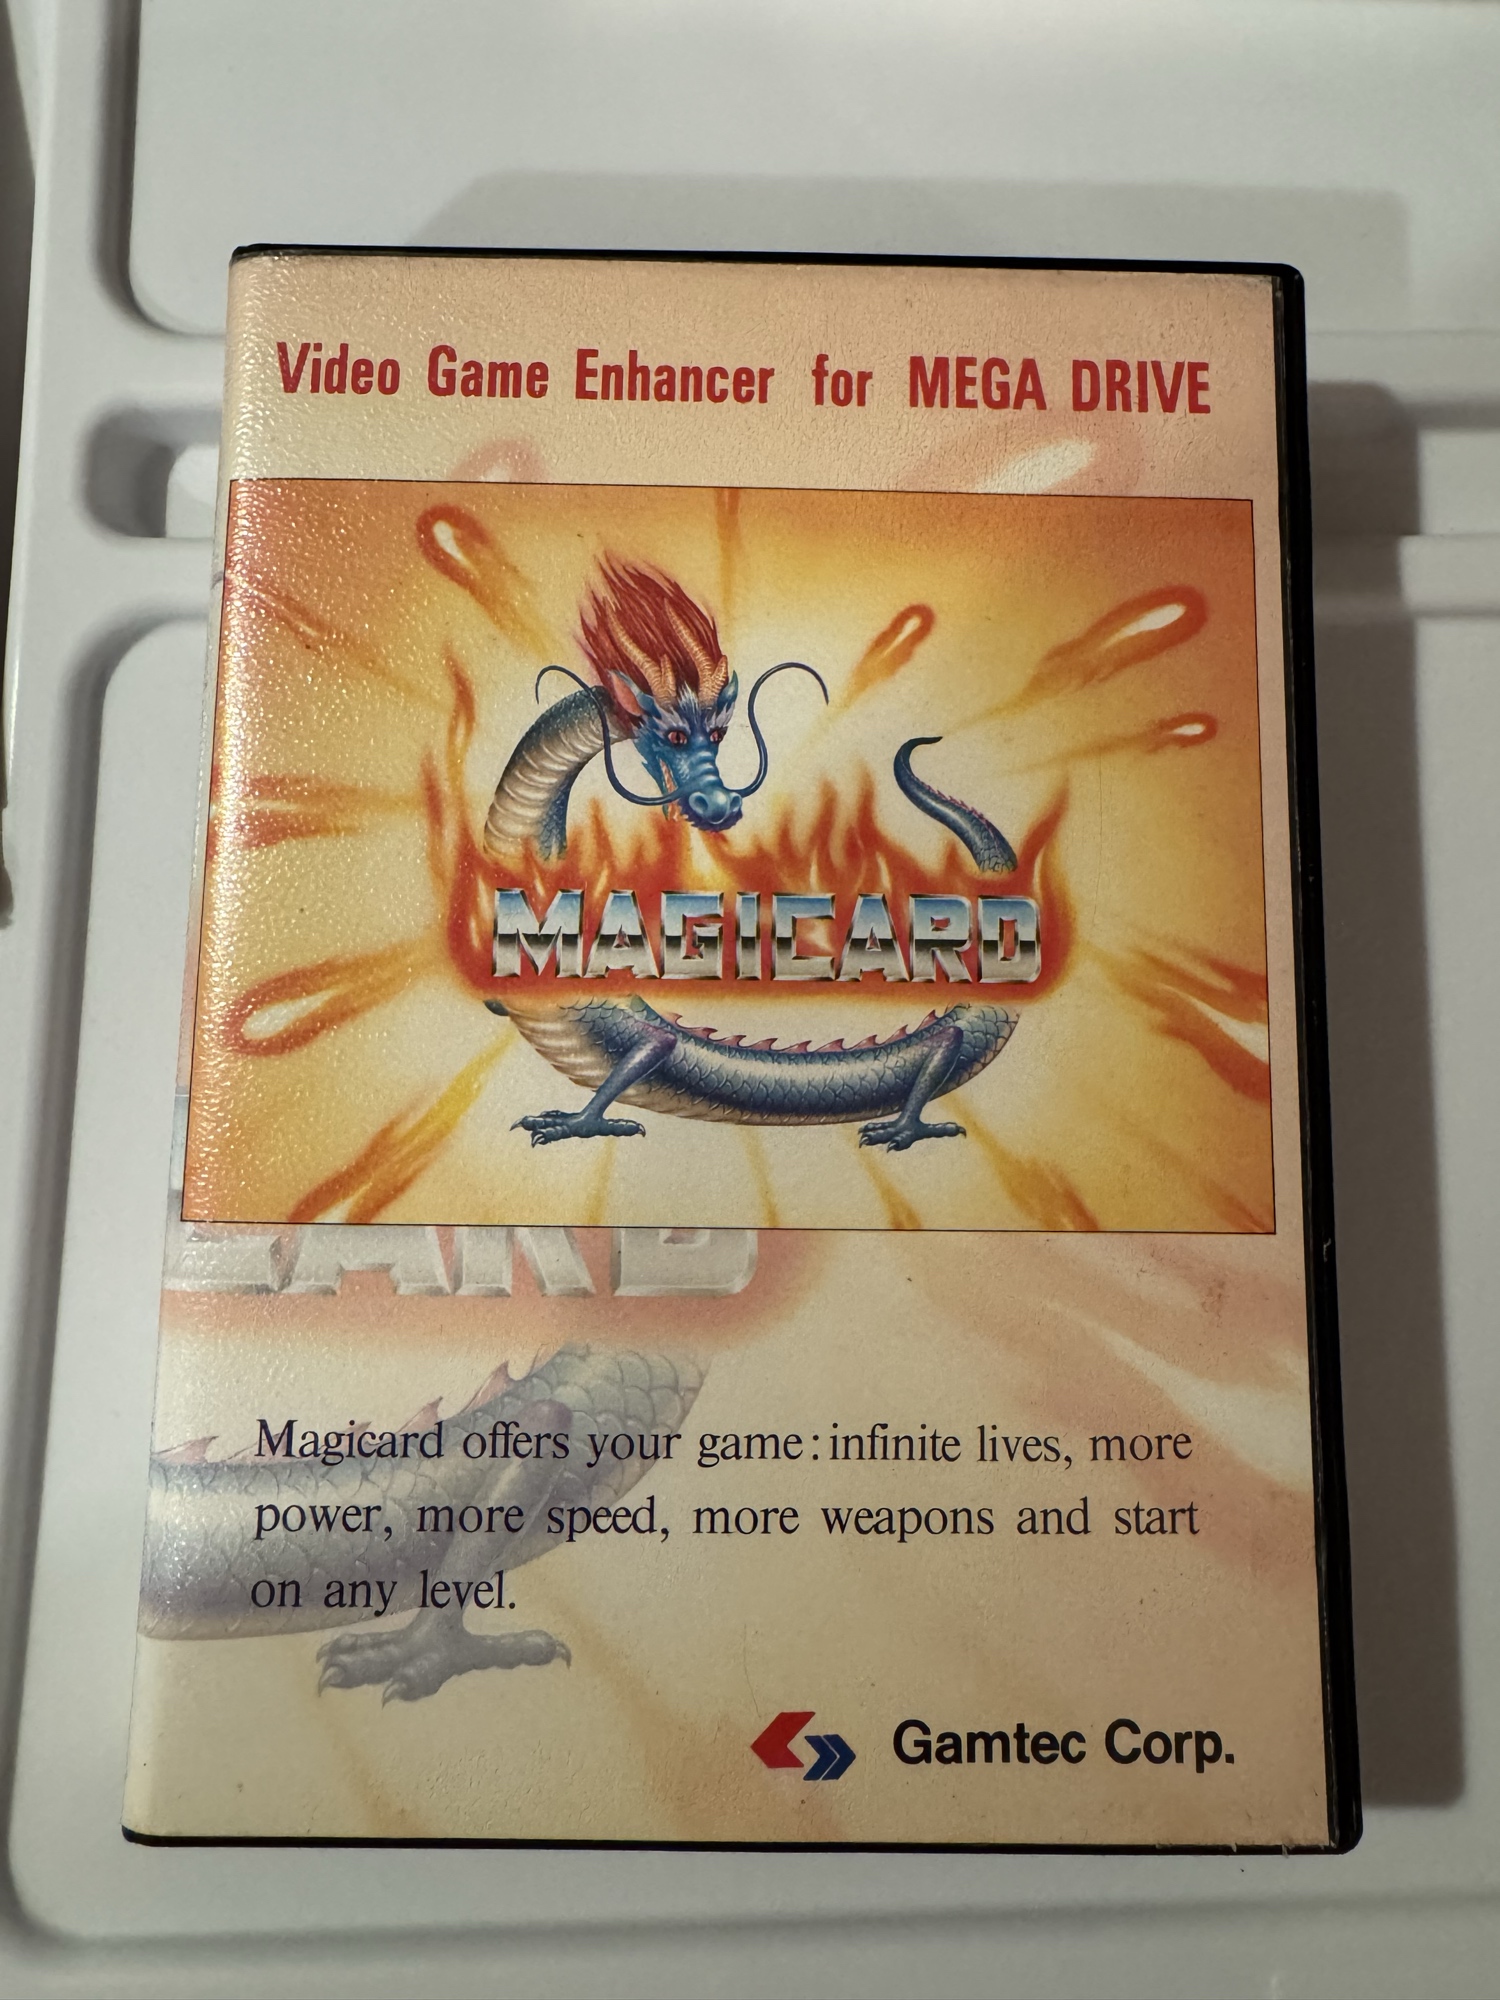 Video Game Enhancer for MEGA DRIVE
MAGICARD
Magicard offers your game:infinite lives, more
power, more speed, more weapons and start
on any level.
Gamtec Corp.